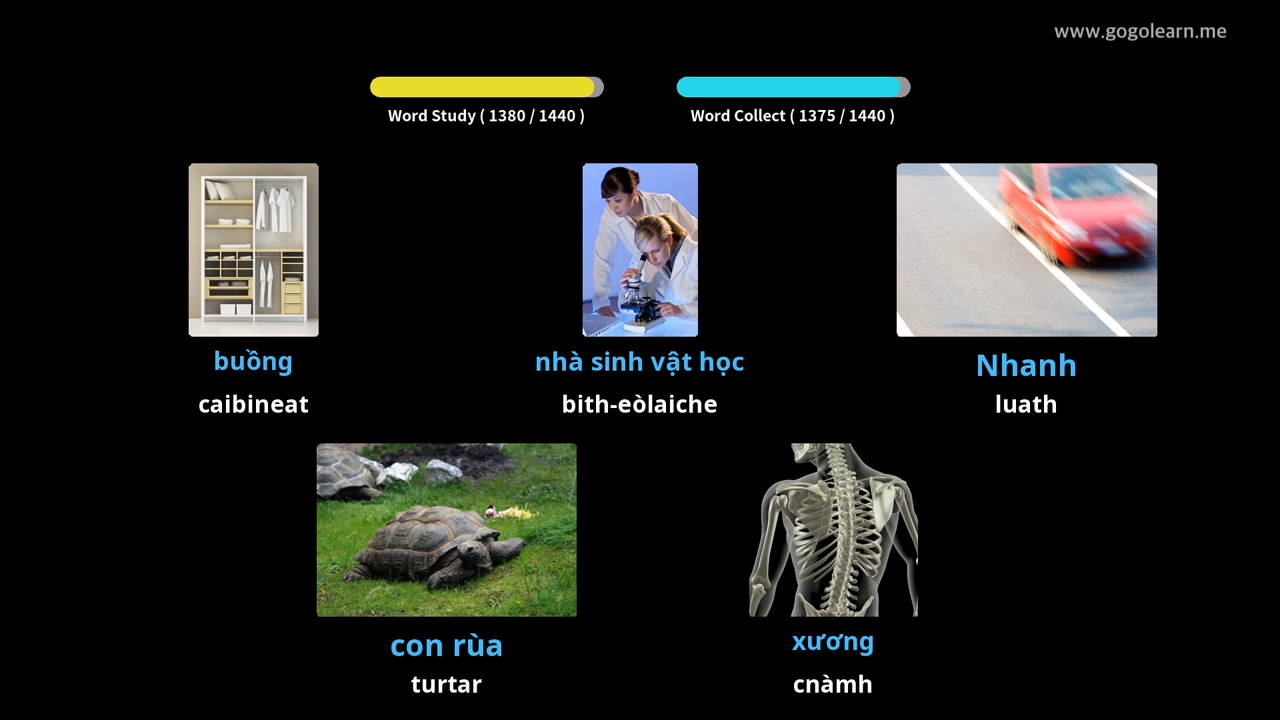 www.gogolearn.me
Word Study ( 1380 / 1440 )
Word Collect ( 1375 / 1440 )
buồng
nhà sinh vật học
Nhanh
caibineat
bith-eòlaiche
luath
con rùa
xương
turtar
cnàmh